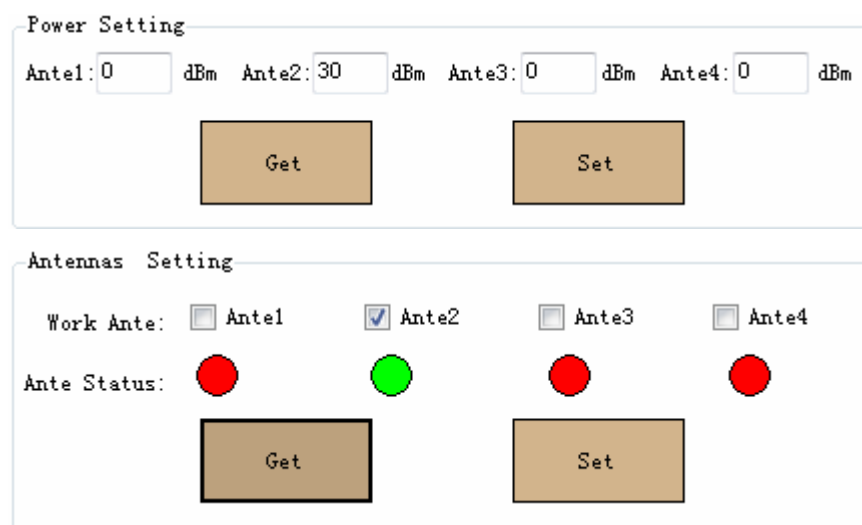 Power Setting
Ante1: 0 dBm Ante2: 30 dBm Ante3: 0 dBm Ante4: 0 dBm
Get Set
Antennas Setting
Work Ante: Ante1 Ante2 Ante3 Ante4
Ante Status:
Get Set